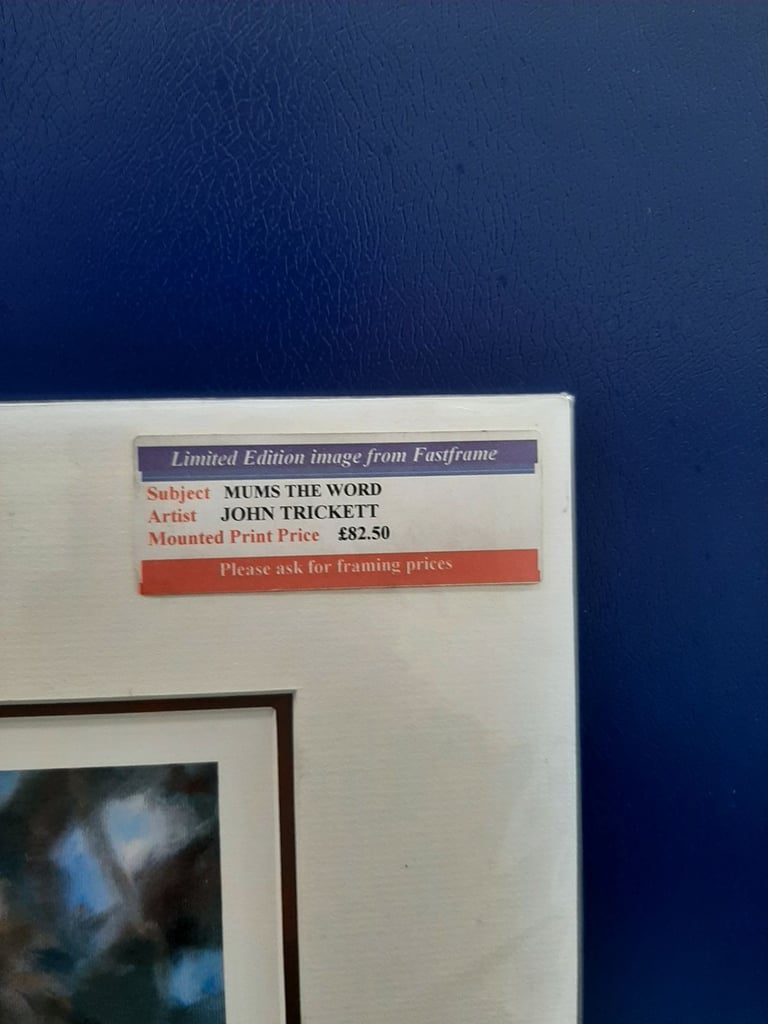 Limited Edition image from Fastframe
Subject MUMS THE WORD
Artist JOHN TRICKETT
Mounted Print Price £82.50
Please ask for framing prices